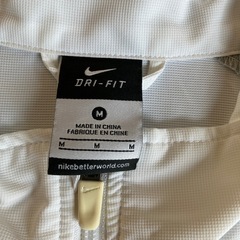 DRI-FIT
M
MADE IN CHINA
FABRIQUÉ EN CHINE
M M M
nikebetterworld.com